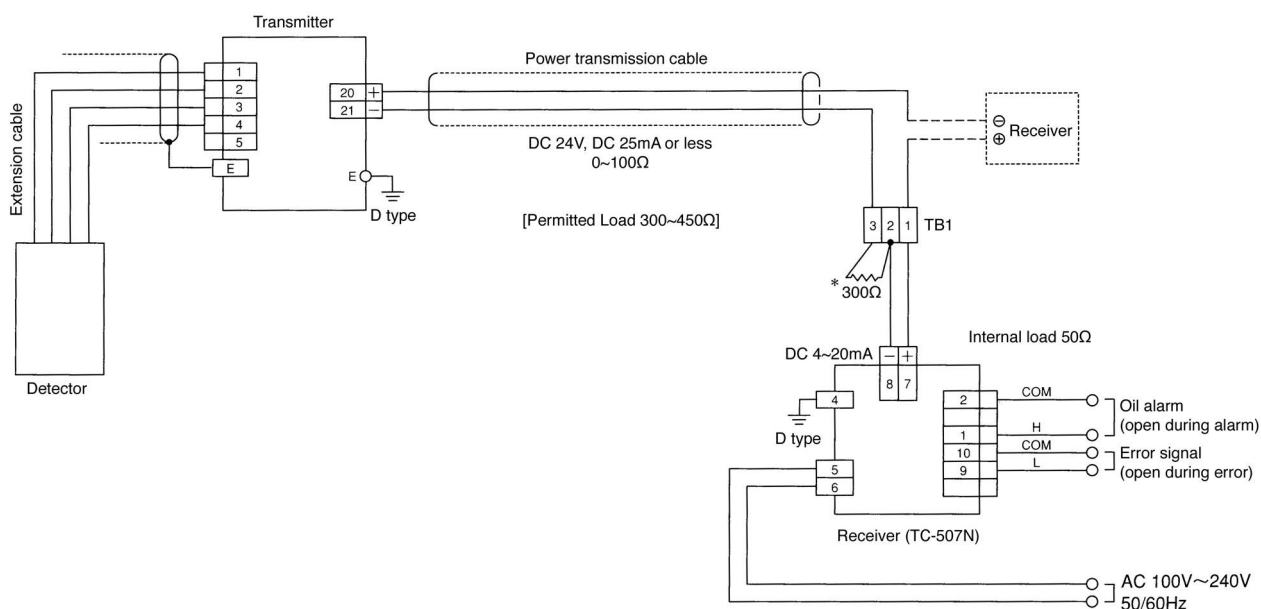 Transmitter
Extension cable
1
2
3
4
5
E
20 +
21 −
E
D type
Power transmission cable
DC 24V, DC 25mA or less
0~100Ω
[Permitted Load 300~450Ω]
⊖
⊕
Receiver
3 2 1 TB1
* 300Ω
Detector
Internal load 50Ω
DC 4~20mA − +
8 7
4
D type
5
6
2 COM
1 H
10 COM
9 L
Oil alarm
(open during alarm)
Error signal
(open during error)
Receiver (TC-507N)
AC 100V~240V
50/60Hz